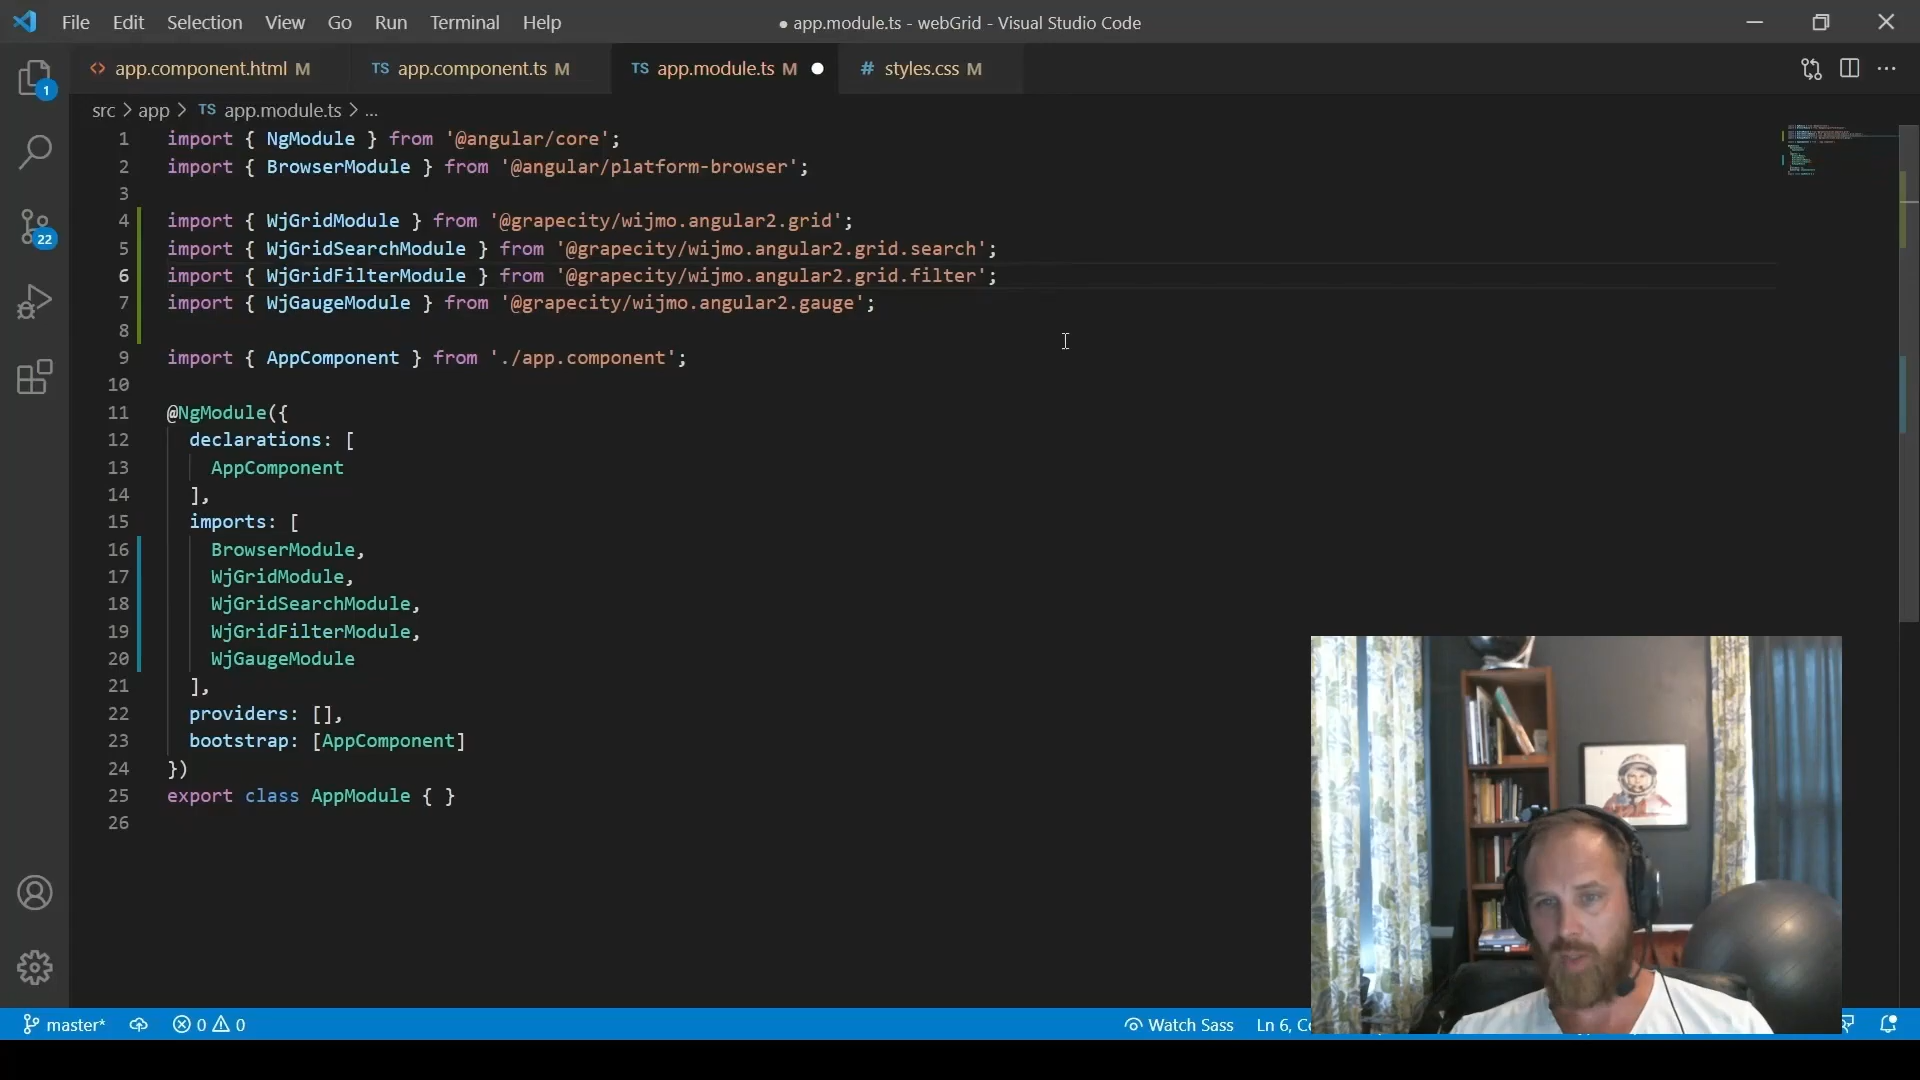 File Edit Selection View Go Run Terminal Help
● app.module.ts - webGrid - Visual Studio Code
<> app.component.html M
TS app.component.ts M
TS app.module.ts M ●
# styles.css M
1
22
src > app > TS app.module.ts > ...
1 import { NgModule } from '@angular/core';
2 import { BrowserModule } from '@angular/platform-browser';
3
4 import { WjGridModule } from '@grapecity/wijmo.angular2.grid';
5 import { WjGridSearchModule } from '@grapecity/wijmo.angular2.grid.search';
6 import { WjGridFilterModule } from '@grapecity/wijmo.angular2.grid.filter';
7 import { WjGaugeModule } from '@grapecity/wijmo.angular2.gauge';
8
9 import { AppComponent } from './app.component';
10
11 @NgModule({
12 declarations: [
13 AppComponent
14 ],
15 imports: [
16 BrowserModule,
17 WjGridModule,
18 WjGridSearchModule,
19 WjGridFilterModule,
20 WjGaugeModule
21 ],
22 providers: [],
23 bootstrap: [AppComponent]
24 })
25 export class AppModule { }
26
master* 0 0 Watch Sass Ln 6,